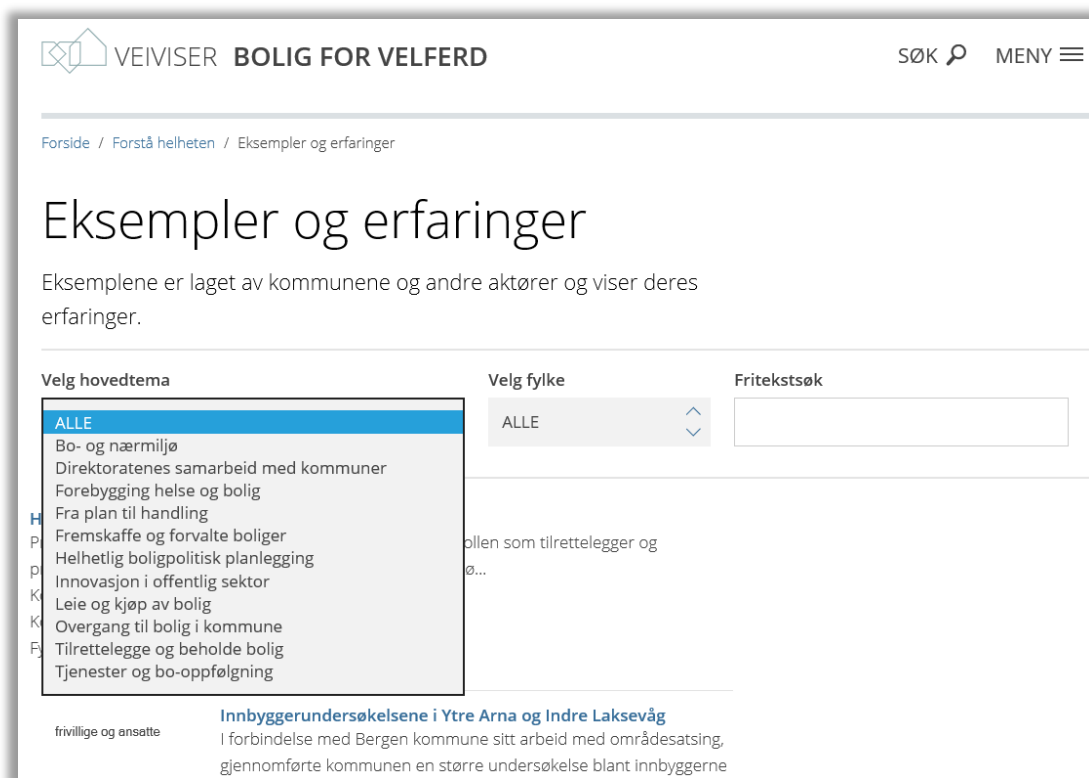 VEIVISER BOLIG FOR VELFERD
SØK
MENY
Forside / Forstå helheten / Eksempler og erfaringer
Eksempler og erfaringer
Eksemplene er laget av kommunene og andre aktører og viser deres
erfaringer.
Velg hovedtema
Velg fylke
Fritekstsøk
ALLE
ALLE
Bo- og nærmiljø
Direktoratenes samarbeid med kommuner
Forebygging helse og bolig
Fra plan til handling
Fremskaffe og forvalte boliger
Helhetlig boligpolitisk planlegging
Innovasjon i offentlig sektor
Leie og kjøp av bolig
Overgang til bolig i kommune
Tilrettelegge og beholde bolig
Tjenester og bo-oppfølgning
som tilrettelegger og
Innbyggerundersøkelsene i Ytre Arna og Indre Laksevåg
frivillige og ansatte
I forbindelse med Bergen kommune sitt arbeid med områdesatsing,
gjennomførte kommunen en større undersøkelse blant innbyggerne